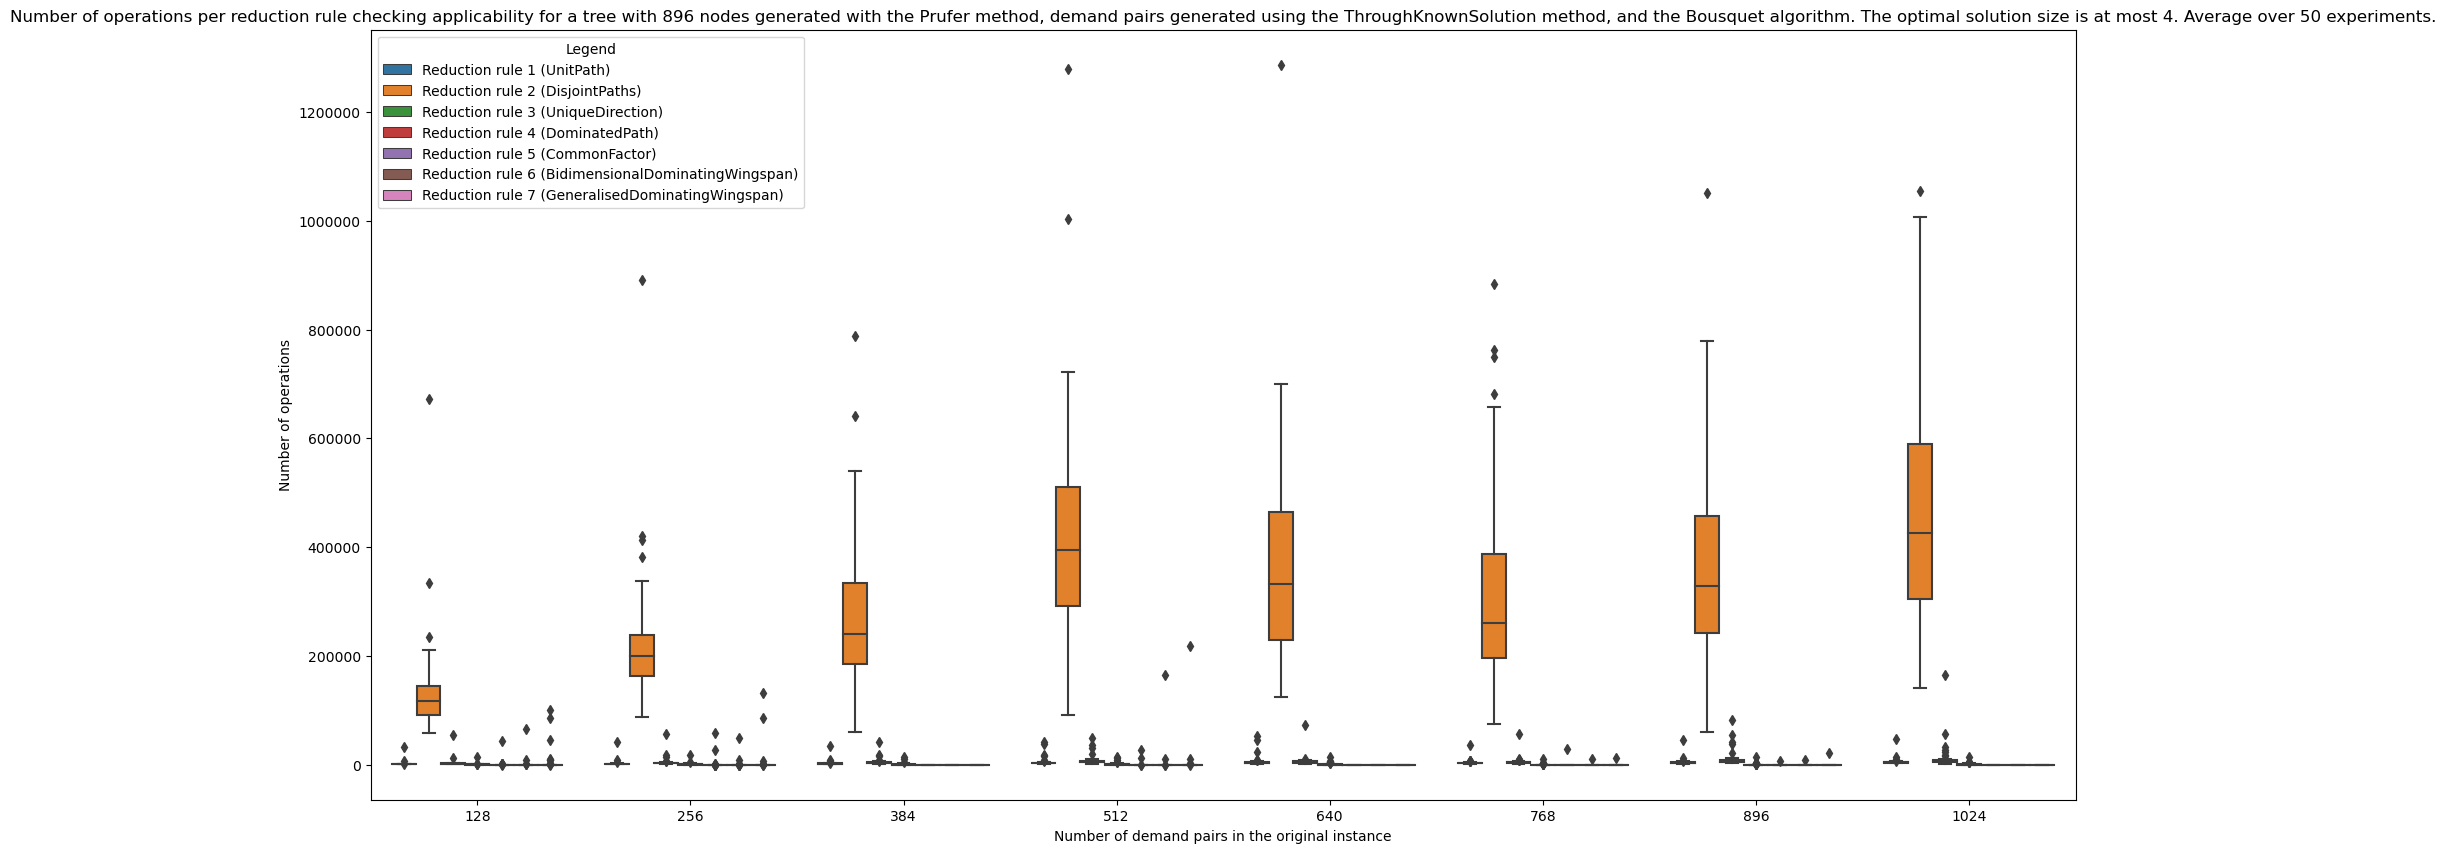 Number of operations per reduction rule checking applicability for a tree with 896 nodes generated with the Prufer method, demand pairs generated using the ThroughKnownSolution method, and the Bousquet algorithm. The optimal solution size is at most 4. Average over 50 experiments.
Legend
Reduction rule 1 (UnitPath)
Reduction rule 2 (DisjointPaths)
Reduction rule 3 (UniqueDirection)
Reduction rule 4 (DominatedPath)
Reduction rule 5 (CommonFactor)
Reduction rule 6 (BidimensionalDominatingWingspan)
Reduction rule 7 (GeneralisedDominatingWingspan)
1200000
1000000
800000
600000
400000
200000
0
Number of operations
128 256 384 512 640 768 896 1024
Number of demand pairs in the original instance